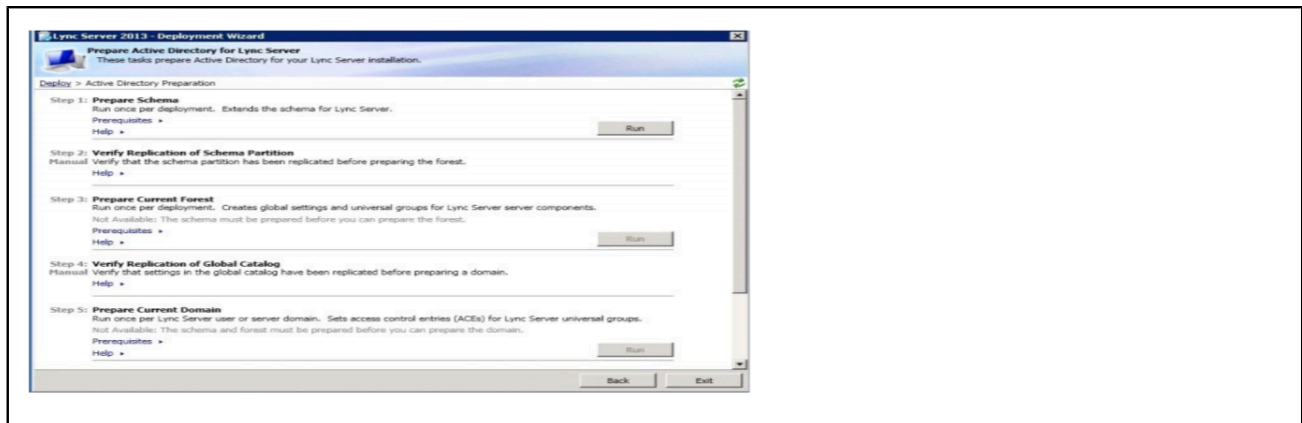 Lync Server 2013 - Deployment Wizard
Prepare Active Directory for Lync Server
These tasks prepare Active Directory for your Lync Server installation.
Deploy > Active Directory Preparation
Step 1: Prepare Schema
Run once per deployment. Extends the schema for Lync Server.
Prerequisites ▸
Help ▸
Run
Step 2: Verify Replication of Schema Partition
Manual Verify that the schema partition has been replicated before preparing the forest.
Help ▸
Step 3: Prepare Current Forest
Run once per deployment. Creates global settings and universal groups for Lync Server server components.
Not Available: The schema must be prepared before you can prepare the forest.
Prerequisites ▸
Help ▸
Run
Step 4: Verify Replication of Global Catalog
Manual Verify that settings in the global catalog have been replicated before preparing a domain.
Help ▸
Step 5: Prepare Current Domain
Run once per Lync Server user or server domain. Sets access control entries (ACEs) for Lync Server universal groups.
Not Available: The schema and forest must be prepared before you can prepare the domain.
Prerequisites ▸
Help ▸
Run
Back Exit